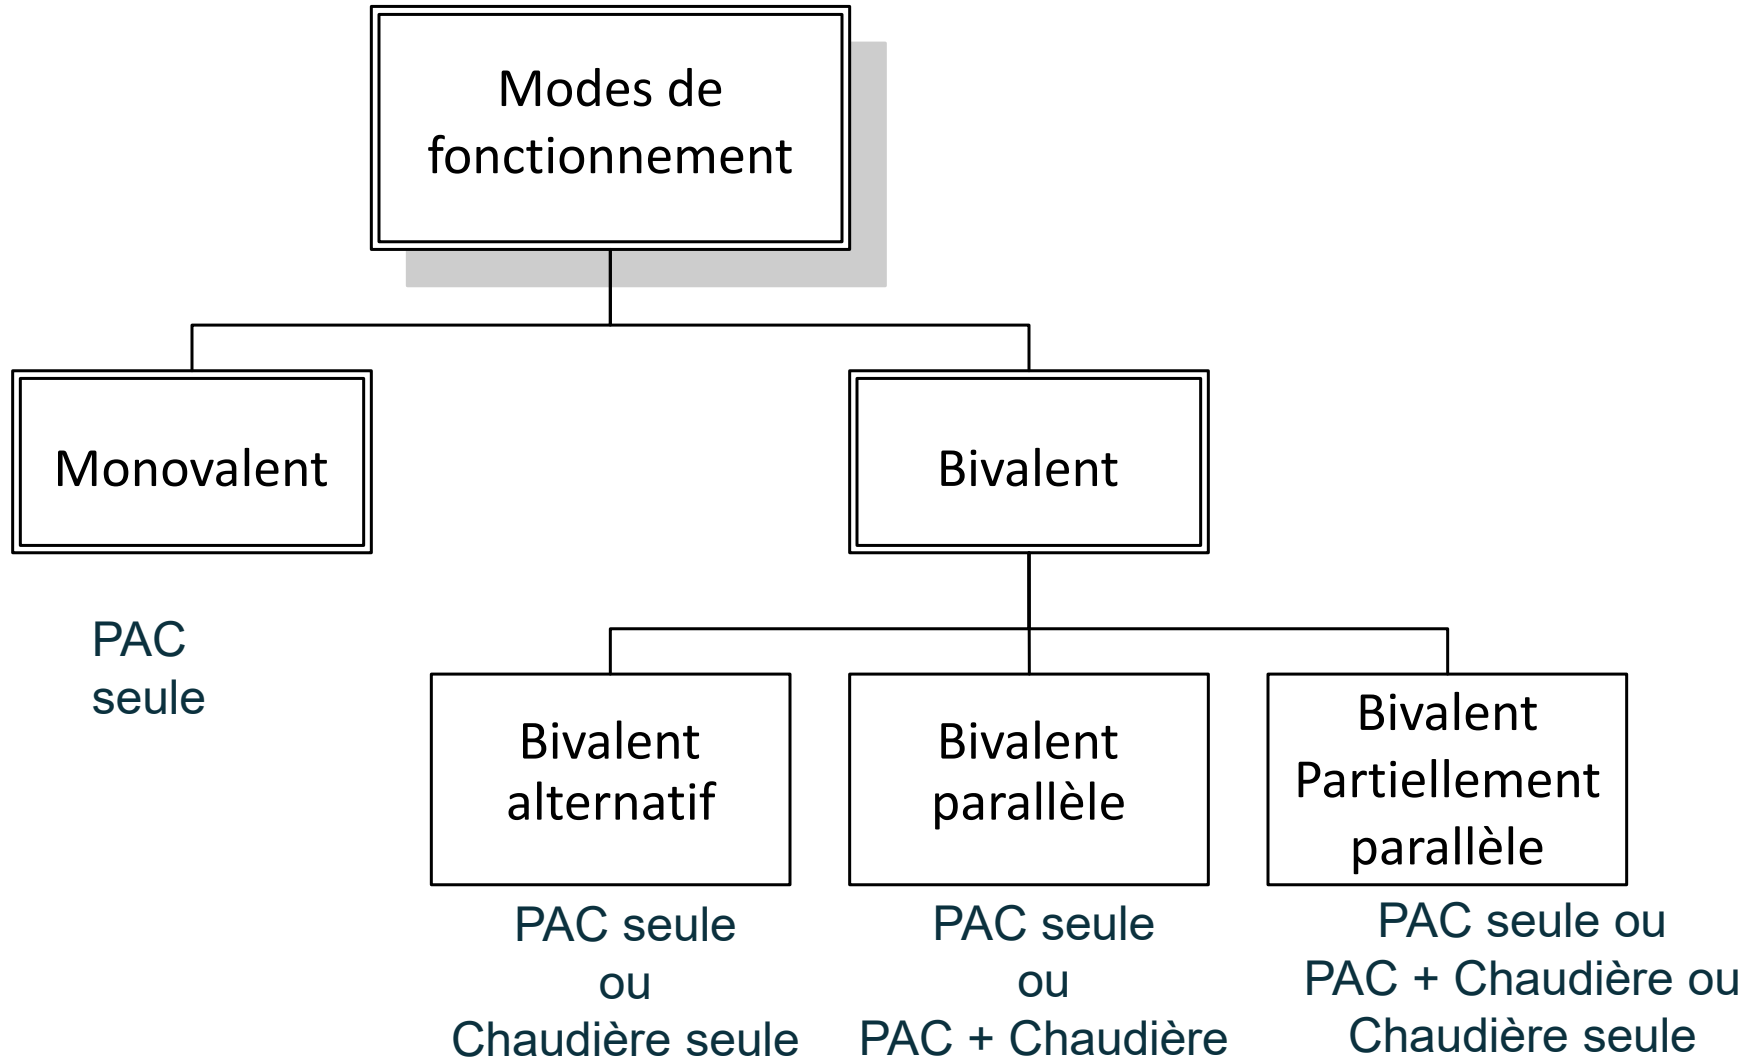 Modes de
fonctionnement
Monovalent
Bivalent
PAC
seule
Bivalent
alternatif
Bivalent
parallèle
Bivalent
Partiellement
parallèle
PAC seule
ou
Chaudière seule
PAC seule
ou
PAC + Chaudière
PAC seule ou
PAC + Chaudière ou
Chaudière seule